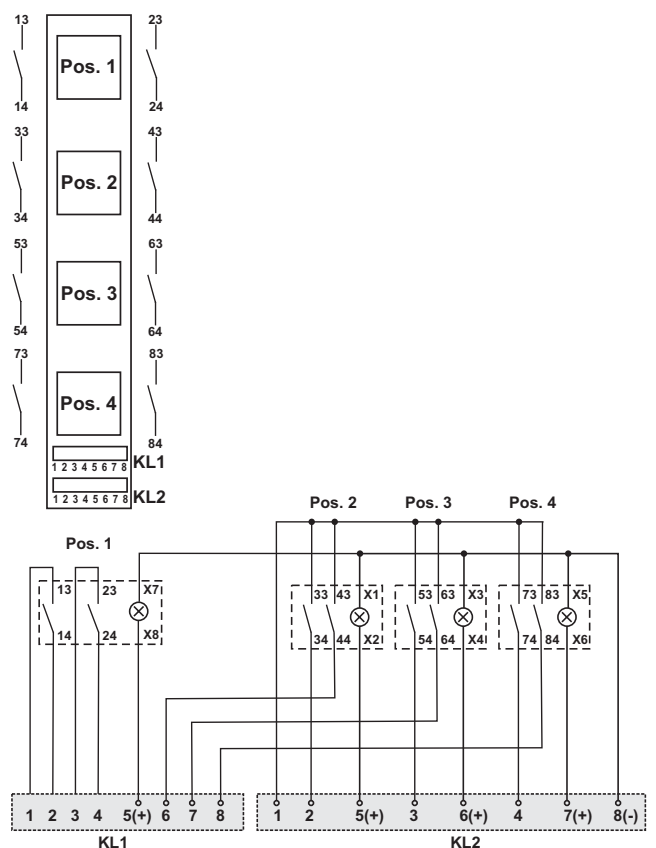 13 23
Pos. 1
14 24
33 43
Pos. 2
34 44
53 63
Pos. 3
54 64
73 83
Pos. 4
74 84
KL1
1 2 3 4 5 6 7 8
KL2
1 2 3 4 5 6 7 8
Pos. 2 Pos. 3 Pos. 4
Pos. 1
13 23 X7 33 43 X1 53 63 X3 73 83 X5
14 24 X8 34 44 X2 54 64 X4 74 84 X6
1 2 3 4 5(+) 6 7 8 1 2 5(+) 3 6(+) 4 7(+) 8(-)
KL1 KL2